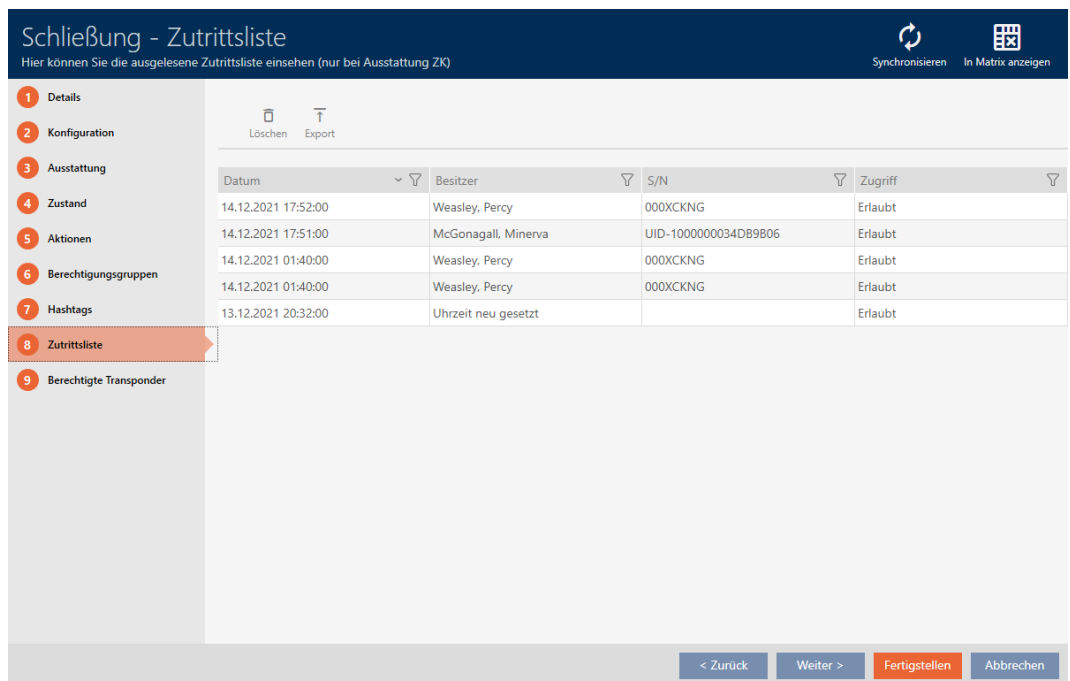 Schließung - Zutrittsliste
Hier können Sie die ausgelesene Zutrittsliste einsehen (nur bei Ausstattung ZK)
Synchronisieren
In Matrix anzeigen
1 Details
2 Konfiguration
3 Ausstattung
4 Zustand
5 Aktionen
6 Berechtigungsgruppen
7 Hashtags
8 Zutrittsliste
9 Berechtigte Transponder
Löschen Export
Datum Besitzer S/N Zugriff
14.12.2021 17:52:00 Weasley, Percy 000XCKNG Erlaubt
14.12.2021 17:51:00 McGonagall, Minerva UID-1000000034DB9B06 Erlaubt
14.12.2021 01:40:00 Weasley, Percy 000XCKNG Erlaubt
14.12.2021 01:40:00 Weasley, Percy 000XCKNG Erlaubt
13.12.2021 20:32:00 Uhrzeit neu gesetzt Erlaubt
< Zurück Weiter > Fertigstellen Abbrechen